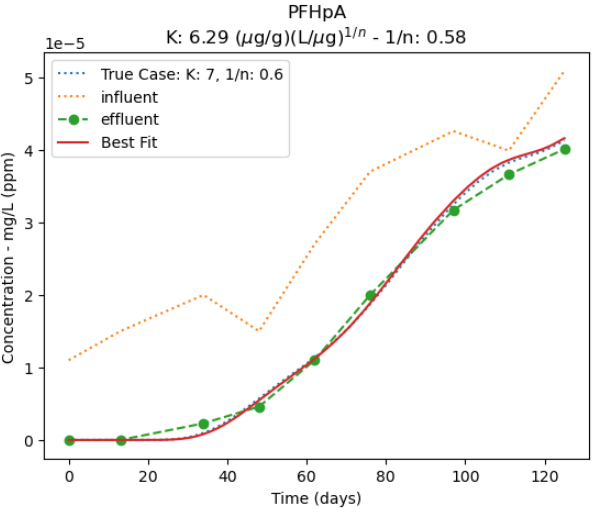 PFHpA
K: 6.29 (μg/g)(L/μg)^{1/n} - 1/n: 0.58
1e−5
True Case: K: 7, 1/n: 0.6
influent
effluent
Best Fit
5
4
3
2
1
0
Concentration - mg/L (ppm)
0 20 40 60 80 100 120
Time (days)